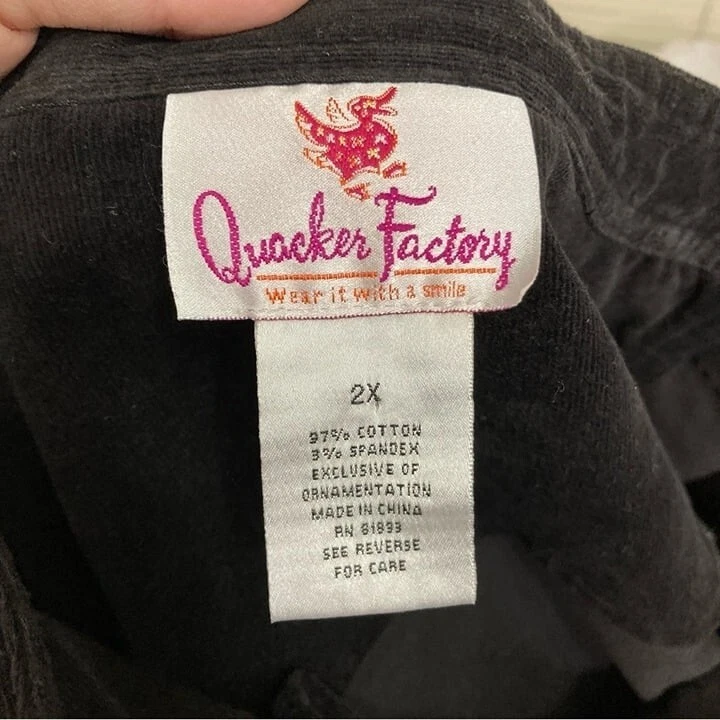 Quacker Factory
Wear it with a smile
2X
97% COTTON
3% SPANDEX
EXCLUSIVE OF
ORNAMENTATION
MADE IN CHINA
RN 81893
SEE REVERSE
FOR CARE